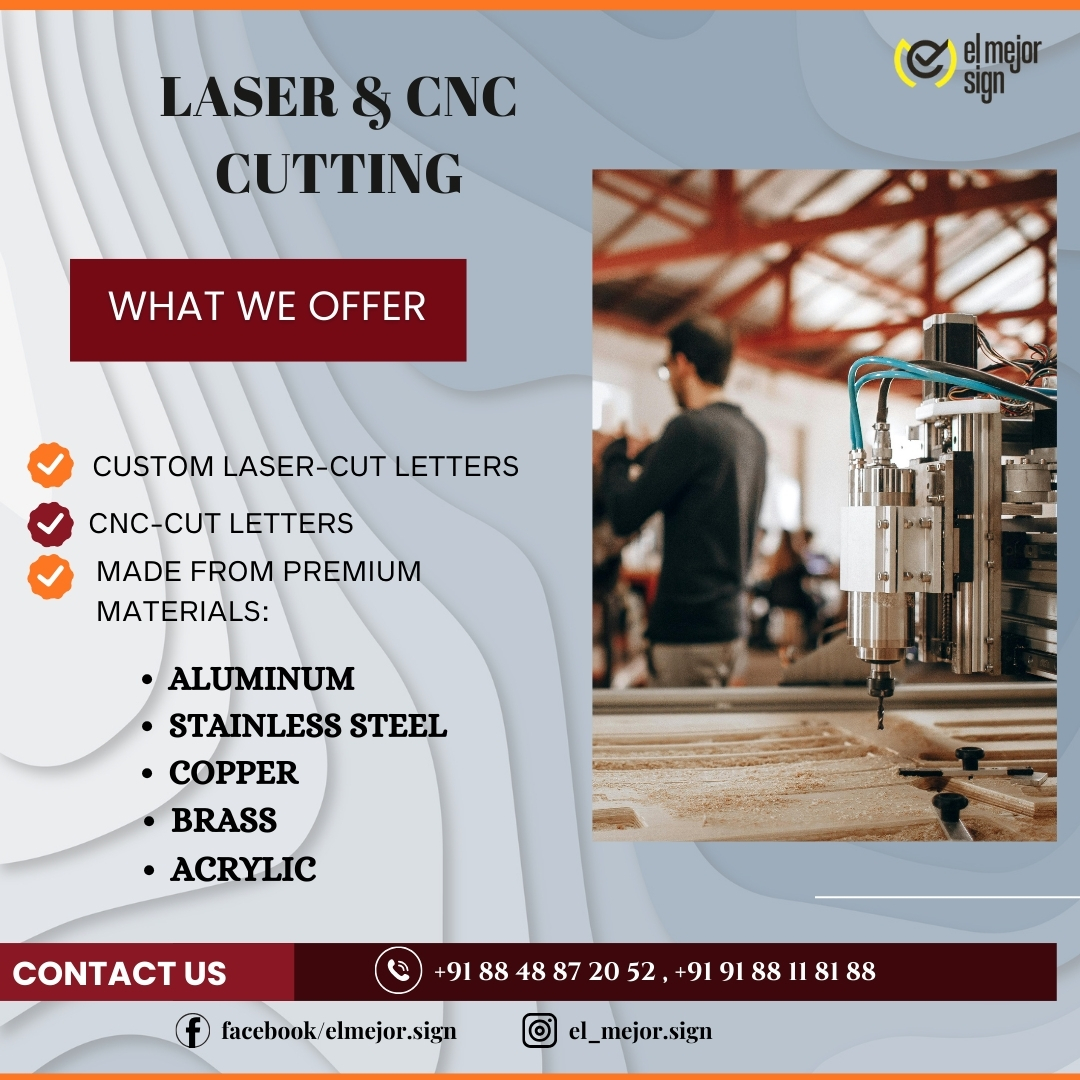 el mejor
sign
LASER & CNC
CUTTING
WHAT WE OFFER
CUSTOM LASER-CUT LETTERS
CNC-CUT LETTERS
MADE FROM PREMIUM
MATERIALS:
• ALUMINUM
• STAINLESS STEEL
• COPPER
• BRASS
• ACRYLIC
CONTACT US
+91 88 48 87 20 52 , +91 91 88 11 81 88
facebook/elmejor.sign
el_mejor.sign